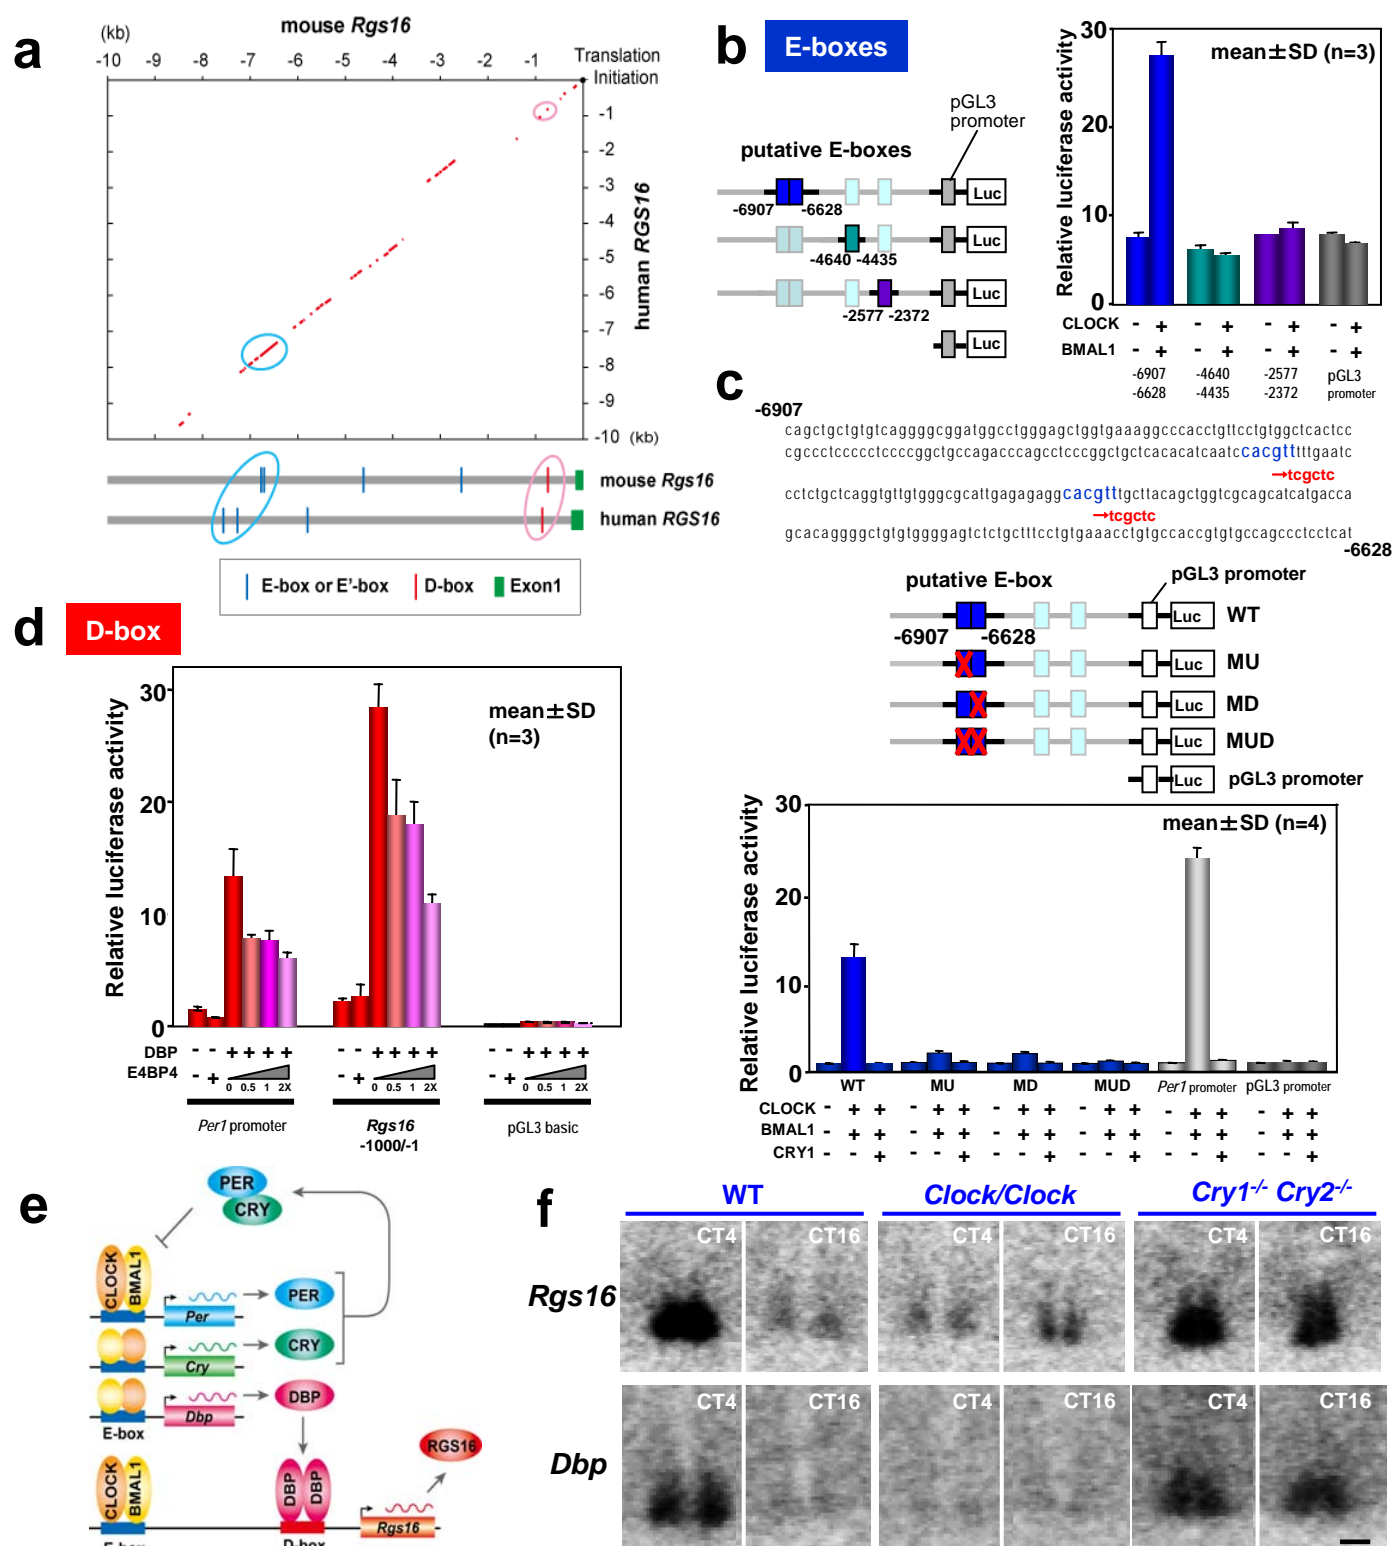 a
mouse Rgs16
(kb)
-10 -9 -8 -7 -6 -5 -4 -3 -2 -1
Translation
Initiation
-1
-2
-3
-4
-5
-6
-7
-8
-9
-10 (kb)
human RGS16
mouse Rgs16
human RGS16
E-box or E'-box D-box Exon1
b
E-boxes
pGL3
promoter
putative E-boxes
Luc
-6907 -6628
Luc
-4640 -4435
Luc
-2577 -2372
Luc
Relative luciferase activity
30
20
10
0
mean±SD (n=3)
CLOCK - + - + - + - +
BMAL1 - + - + - + - +
-6907 -4640 -2577 pGL3
-6628 -4435 -2372 promoter
c
-6907
cagctgctgtgtcaggggcggatggcctgggagctggtgaaaggcccacctgttcctgtggctcactcc
cgccctcccctccccggctgccagacccagcctcccggctgctcacacatcaatccacgtttttgaatc
→tcgctc
cctctgctcaggtgttgtgggcgcattgagagaggcacgtttgcttacagctggtcgcagcatcatgacca
→tcgctc
gcacaggggctgtgtggggagtctctgctttcctgtgaaacctgtgccaccgtgtgccagccctcctcat
-6628
putative E-box
pGL3 promoter
Luc WT
-6907 -6628
Luc MU
Luc MD
Luc MUD
Luc pGL3 promoter
Relative luciferase activity
30
20
10
0
mean±SD (n=4)
WT MU MD MUD Per1 promoter pGL3 promoter
CLOCK - + + - + + - + + - + + - + + - + +
BMAL1 - + + - + + - + + - + + - + + - + +
CRY1 - - + - - + - - + - - + - - + - - +
d
D-box
Relative luciferase activity
30
20
10
0
mean±SD
(n=3)
DBP - - + + + + - - + + + + - - + + + +
E4BP4 - + 0 0.5 1 2X - + 0 0.5 1 2X - + 0 0.5 1 2X
Per1 promoter Rgs16 pGL3 basic
-1000/-1
e
PER
CRY
CLOCK BMAL1
Per
PER
Cry
CRY
Dbp
DBP
E-box
RGS16
CLOCK BMAL1
DBP DBP
Rgs16
E-box D-box
f
WT Clock/Clock Cry1-/- Cry2-/-
Rgs16
CT4 CT16 CT4 CT16 CT4 CT16
Dbp
CT4 CT16 CT4 CT16 CT4 CT16